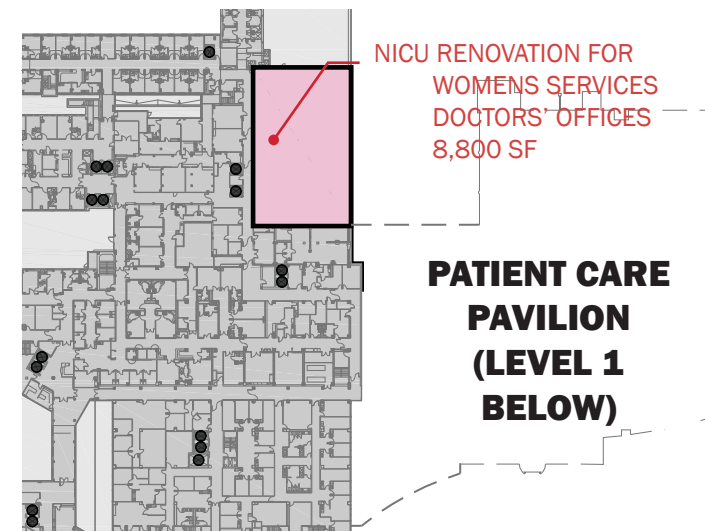 NICU RENOVATION FOR
WOMENS SERVICES
DOCTORS' OFFICES
8,800 SF
PATIENT CARE
PAVILION
(LEVEL 1
BELOW)